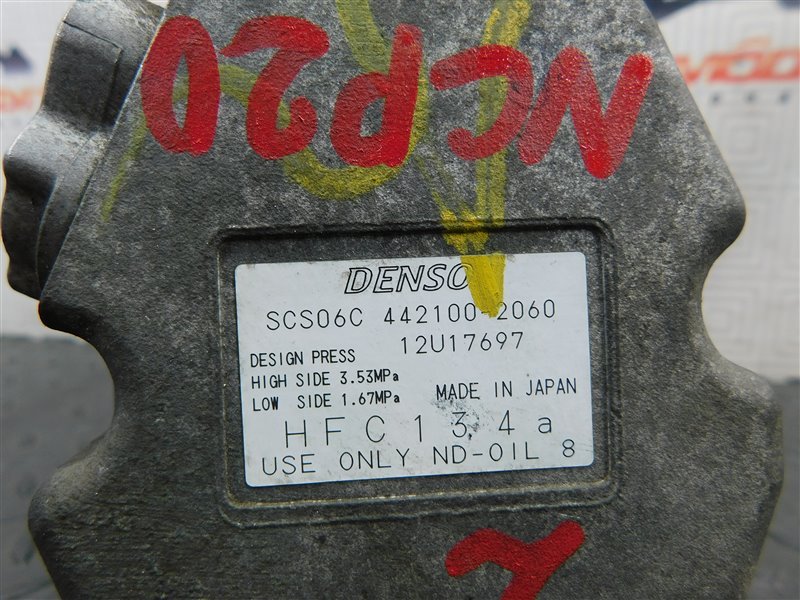 NCP20
DENSO
SCS06C 442100-2060
12U17697
DESIGN PRESS
HIGH SIDE 3.53MPa
LOW SIDE 1.67MPa
MADE IN JAPAN
HFC134a
USE ONLY ND-OIL 8